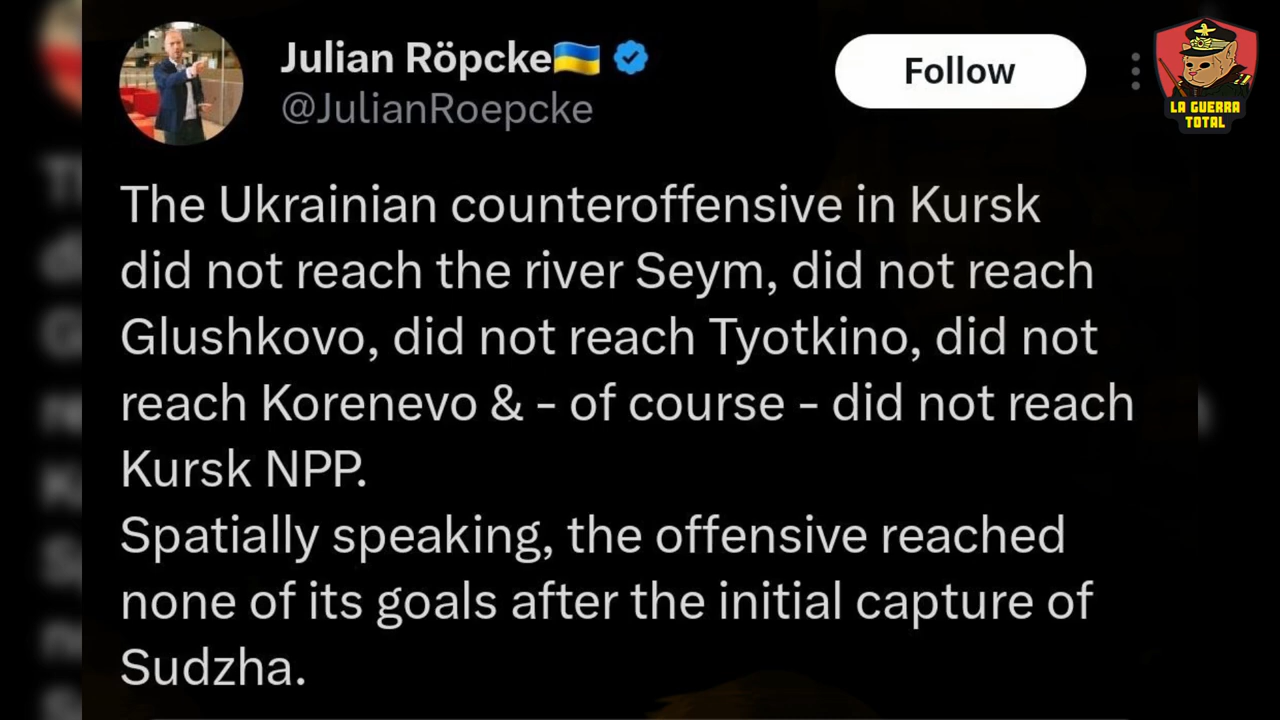 Julian Röpcke🇺🇦
@JulianRoepcke
Follow
LA GUERRA
TOTAL
The Ukrainian counteroffensive in Kursk
did not reach the river Seym, did not reach
Glushkovo, did not reach Tyotkino, did not
reach Korenevo & - of course - did not reach
Kursk NPP.
Spatially speaking, the offensive reached
none of its goals after the initial capture of
Sudzha.